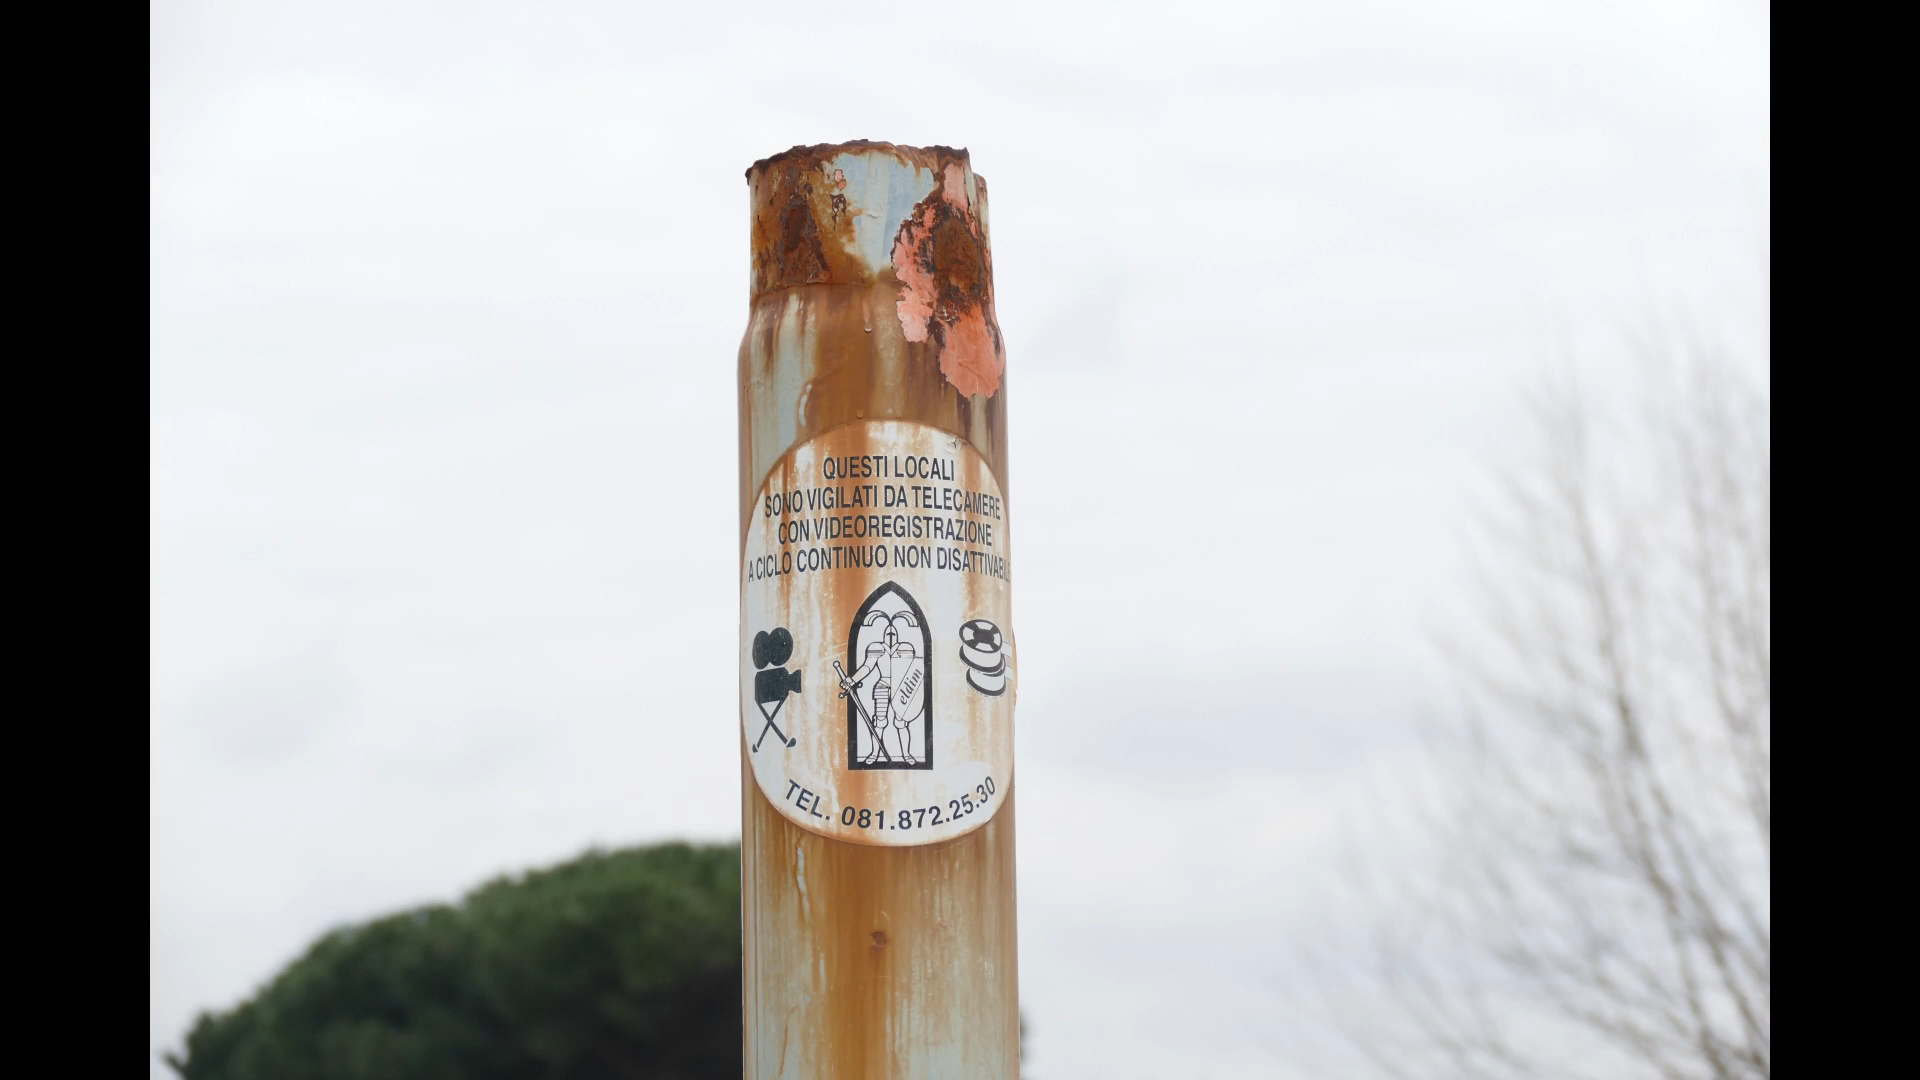 QUESTI LOCALI
SONO VIGILATI DA TELECAMERE
CON VIDEOREGISTRAZIONE
A CICLO CONTINUO NON DISATTIVABILE
eldim
TEL. 081.872.25.30